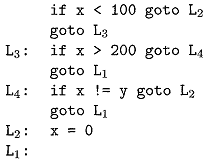 if x < 100 goto L2
goto L3
L3: if x > 200 goto L4
goto L1
L4: if x != y goto L2
goto L1
L2: x = 0
L1: